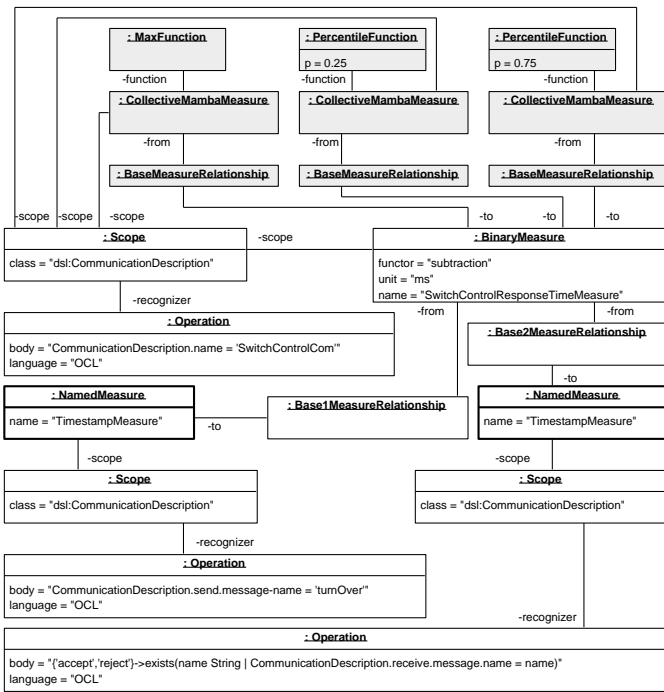 : MaxFunction
: PercentileFunction
p = 0.25
: PercentileFunction
p = 0.75
-function
-function
-function
: CollectiveMambaMeasure
: CollectiveMambaMeasure
: CollectiveMambaMeasure
-from
-from
-from
: BaseMeasureRelationship
: BaseMeasureRelationship
: BaseMeasureRelationship
-scope
-scope
-scope
-to
-to
-to
: Scope
class = "dsl:CommunicationDescription"
-scope
: BinaryMeasure
functor = "subtraction"
unit = "ms"
name = "SwitchControlResponseTimeMeasure"
-recognizer
-from
-from
: Operation
body = "CommunicationDescription.name = 'SwitchControlCom'"
language = "OCL"
: Base2MeasureRelationship
-to
: NamedMeasure
name = "TimestampMeasure"
-to
: Base1MeasureRelationship
: NamedMeasure
name = "TimestampMeasure"
-scope
-scope
: Scope
class = "dsl:CommunicationDescription"
: Scope
class = "dsl:CommunicationDescription"
-recognizer
: Operation
body = "CommunicationDescription.send.message-name = 'turnOver'"
language = "OCL"
-recognizer
: Operation
body = "{'accept','reject'}->exists(name String | CommunicationDescription.receive.message.name = name)"
language = "OCL"